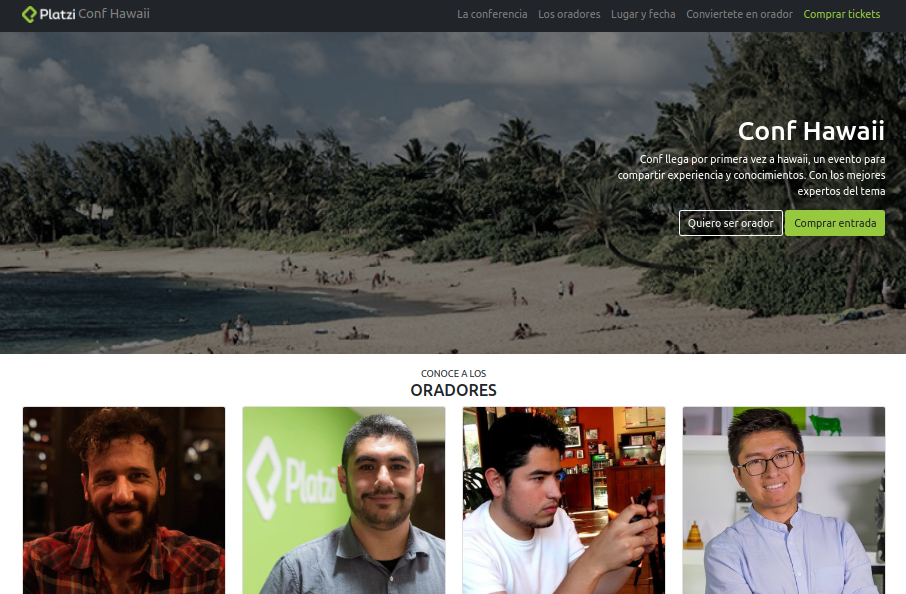 Platzi Conf Hawaii
La conferencia Los oradores Lugar y fecha Conviertete en orador Comprar tickets
Conf Hawaii
Conf llega por primera vez a hawaii, un evento para
compartir experiencia y conocimientos. Con los mejores
expertos del tema
Quiero ser orador Comprar entrada
CONOCE A LOS
ORADORES
Platzi